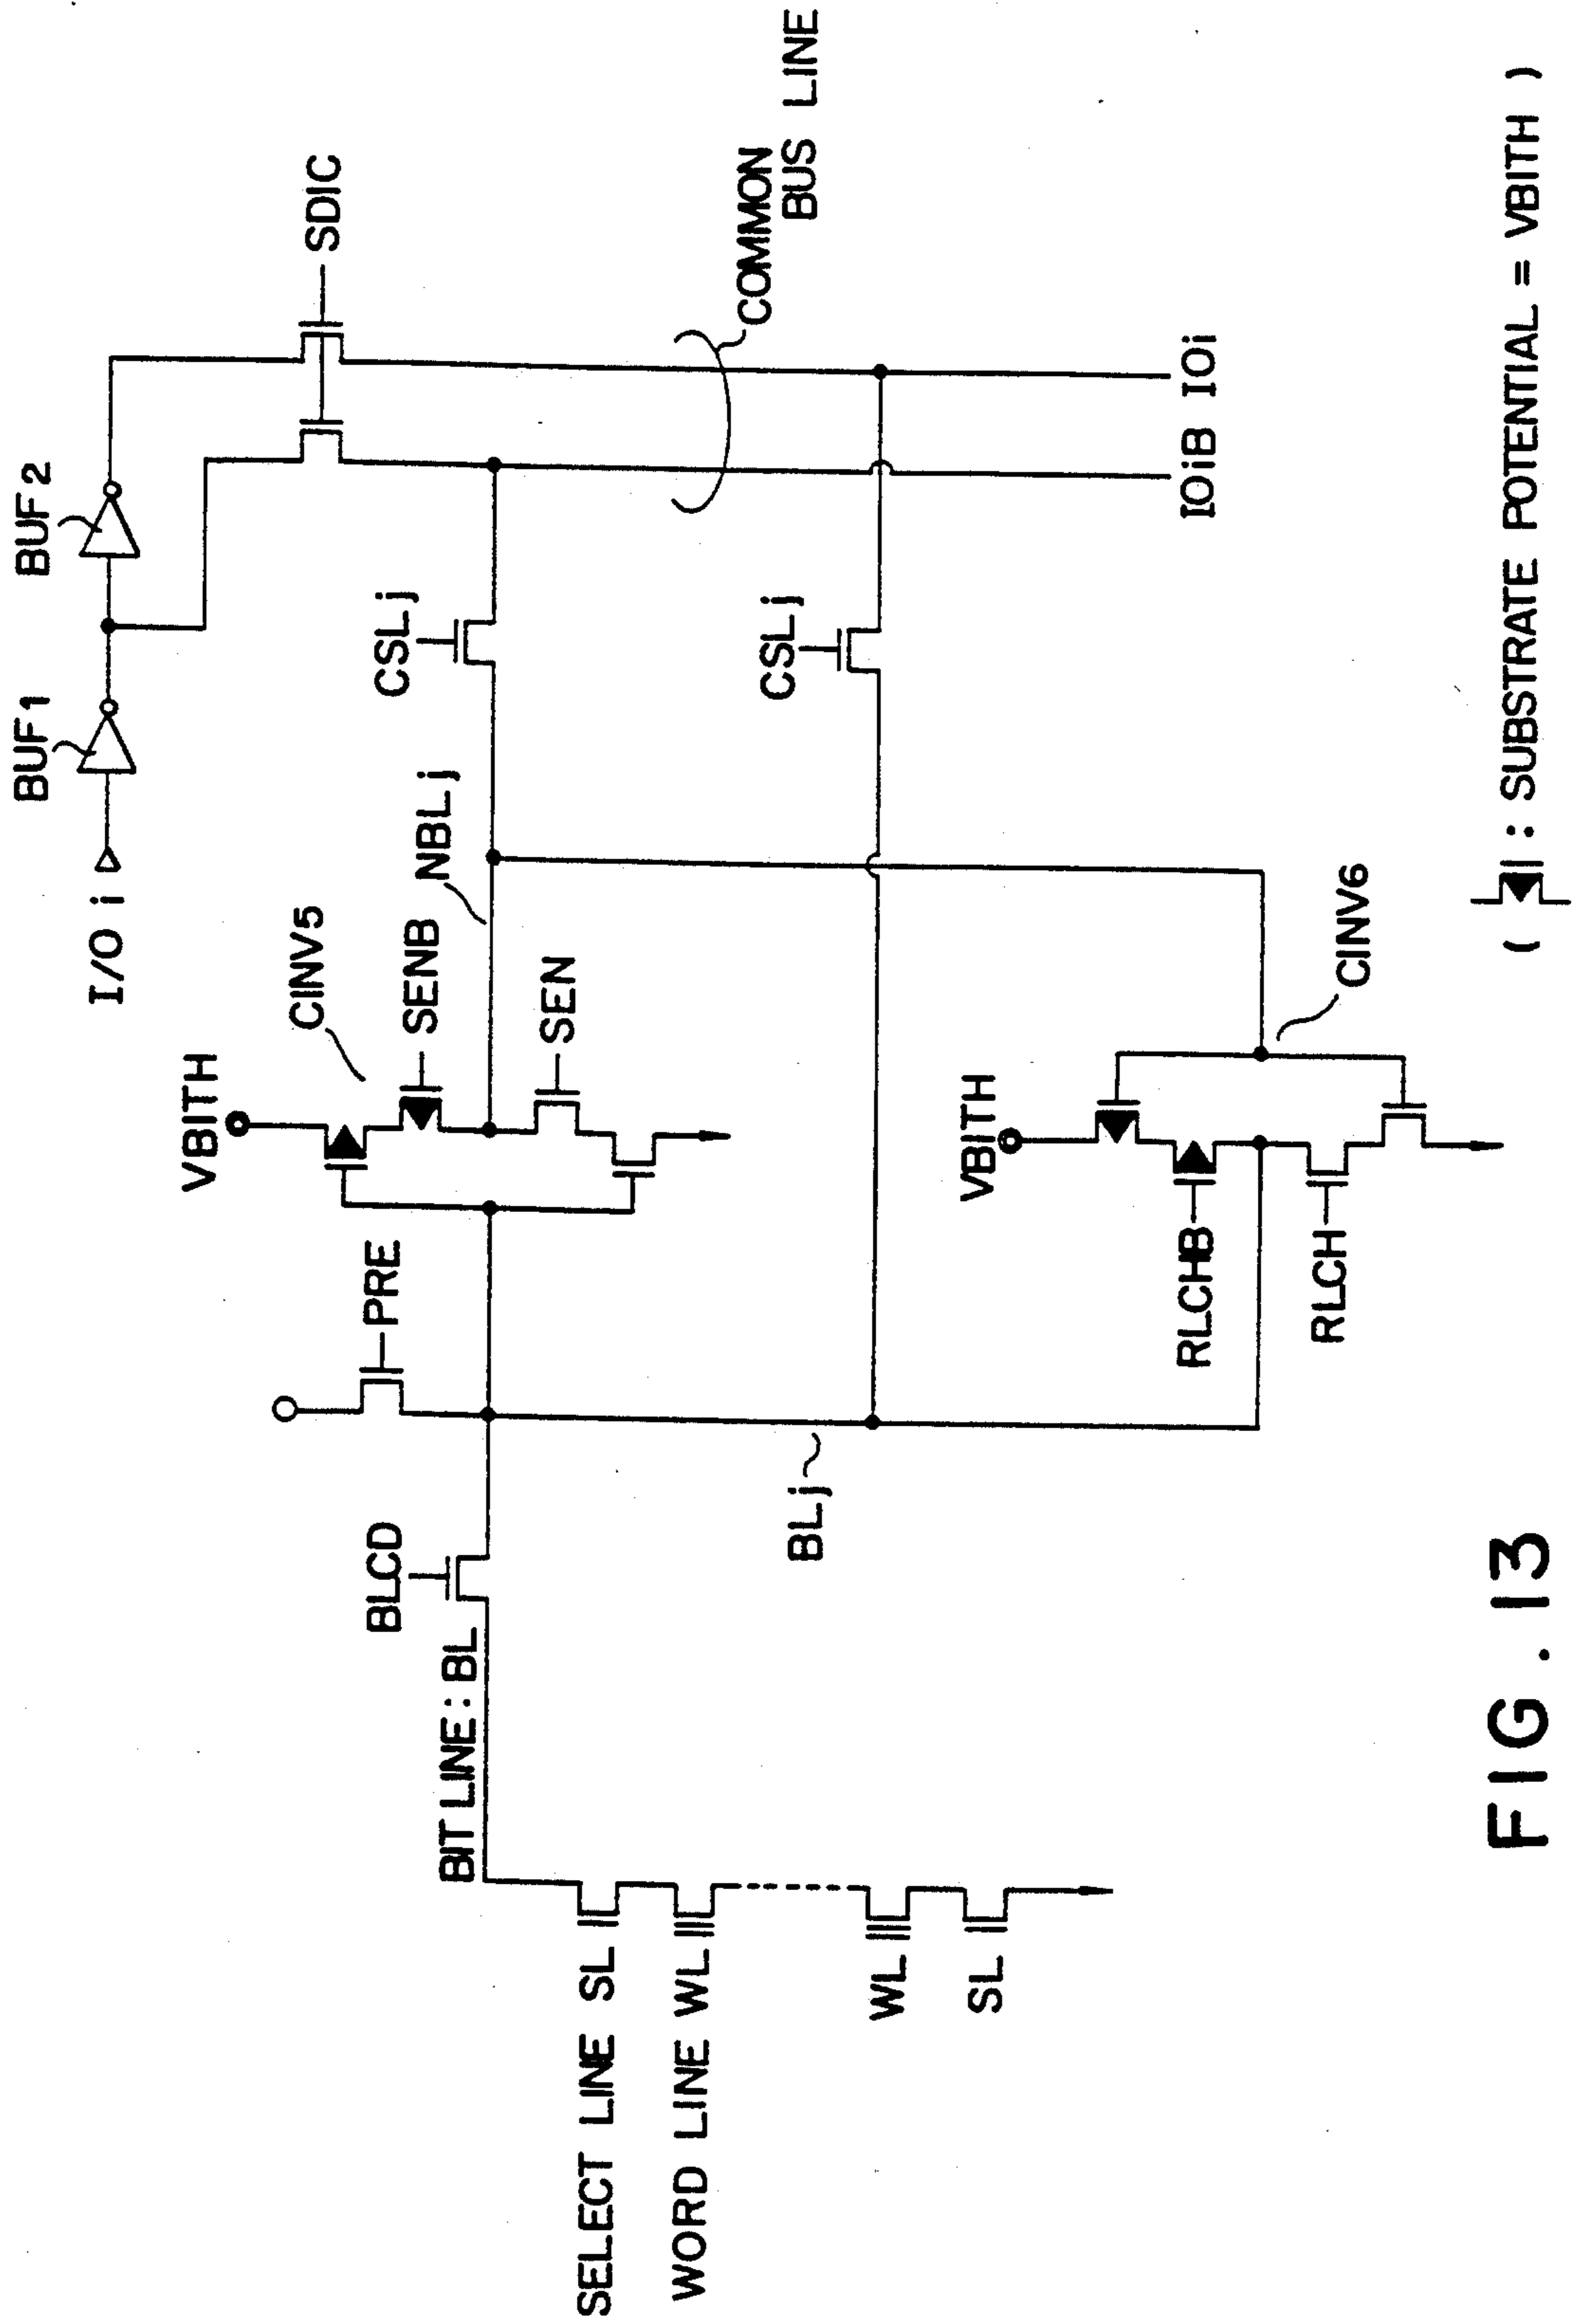 I/O i
BUF1
BUF2
SDIC
VBITH
CINV5
SENB
SEN
NBLj
CSLj
CSLj
COMMON
BUS LINE
PRE
BLCD
BIT LINE : BL
BLj
SELECT LINE SL
WORD LINE WL
WL
SL
VBITH
RLCHB
RLCH
CINV6
IOiB IOi
( : SUBSTRATE POTENTIAL = VBITH )
FIG. 13